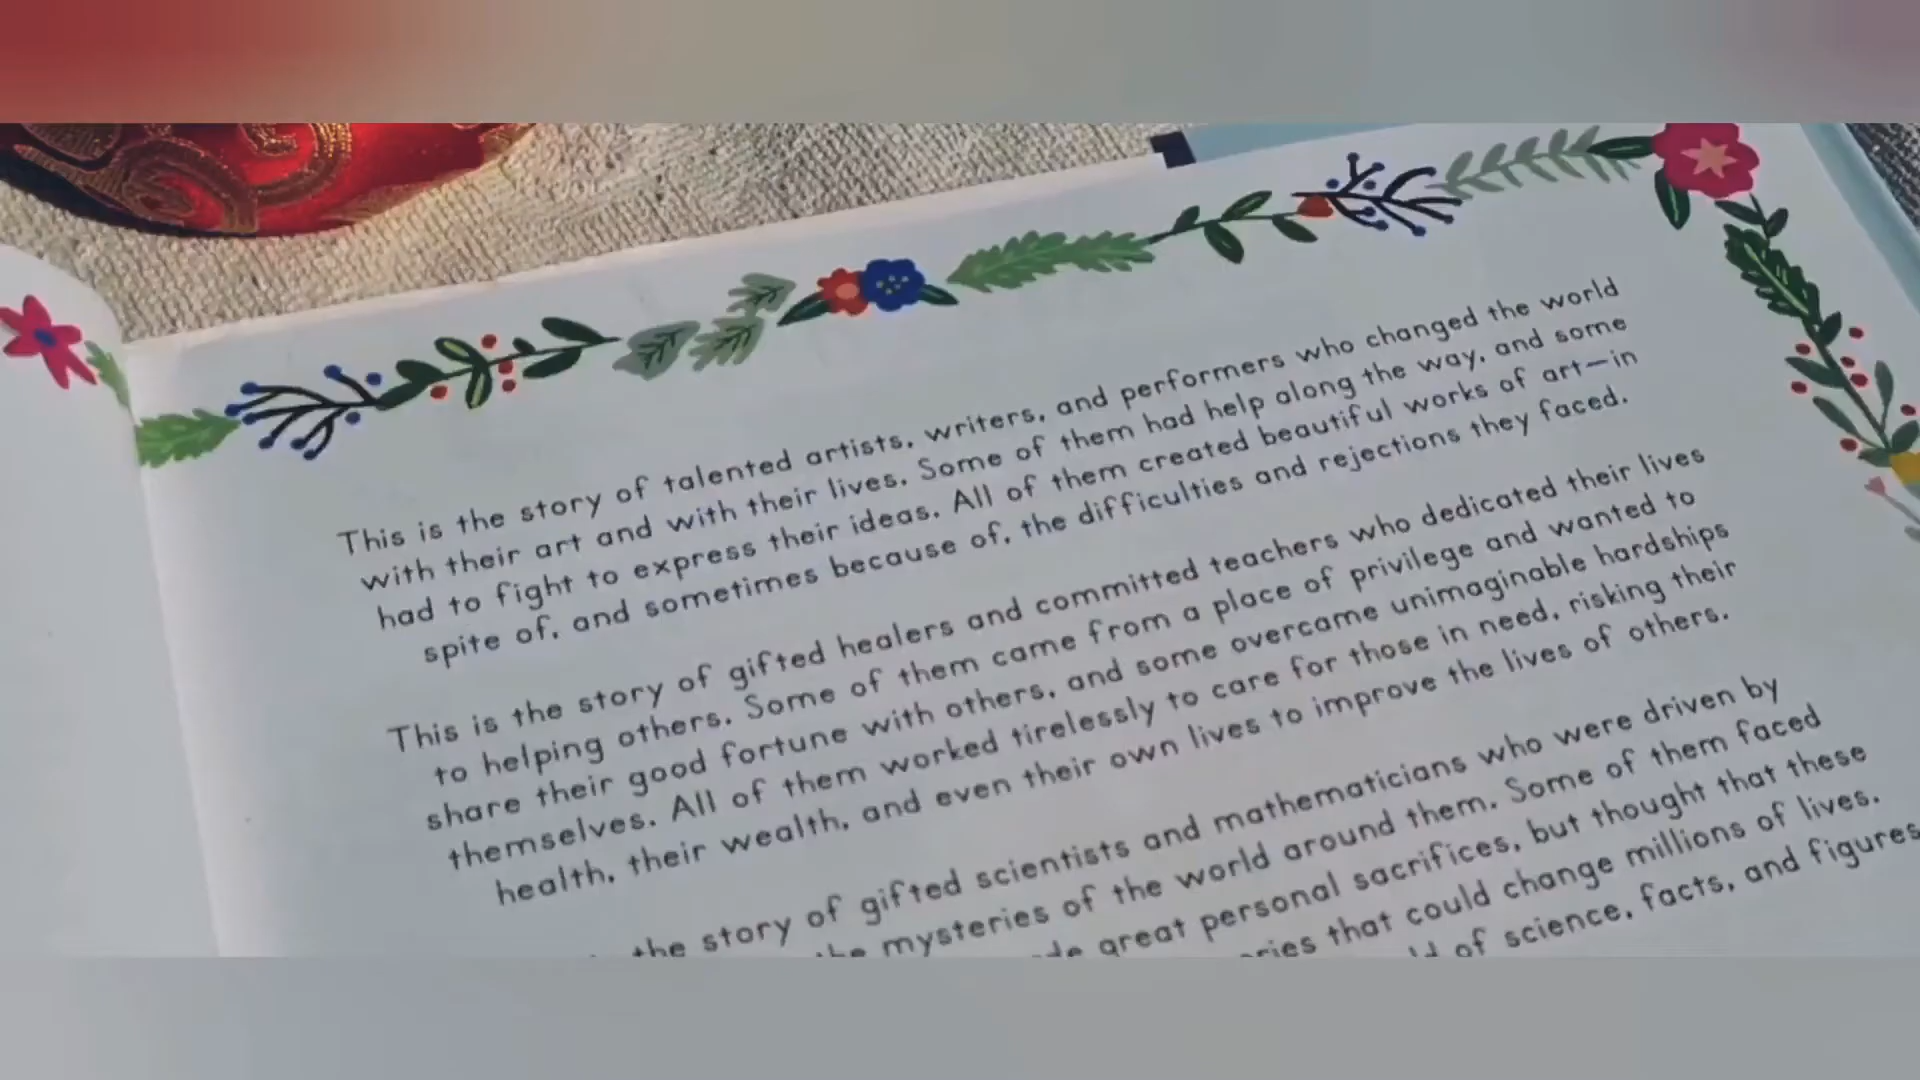 This is the story of talented artists, writers, and performers who changed the world
with their art and with their lives. Some of them had help along the way, and some
had to fight to express their ideas. All of them created beautiful works of art—in
spite of, and sometimes because of, the difficulties and rejections they faced.
This is the story of gifted healers and committed teachers who dedicated their lives
to helping others. Some of them came from a place of privilege and wanted to
share their good fortune with others, and some overcame unimaginable hardships
themselves. All of them worked tirelessly to care for those in need, risking their
health, their wealth, and even their own lives to improve the lives of others.
the story of gifted scientists and mathematicians who were driven by
mysteries of the world around them. Some of them faced
great personal sacrifices, but thought that these
that could change millions of lives.
of science, facts, and figures